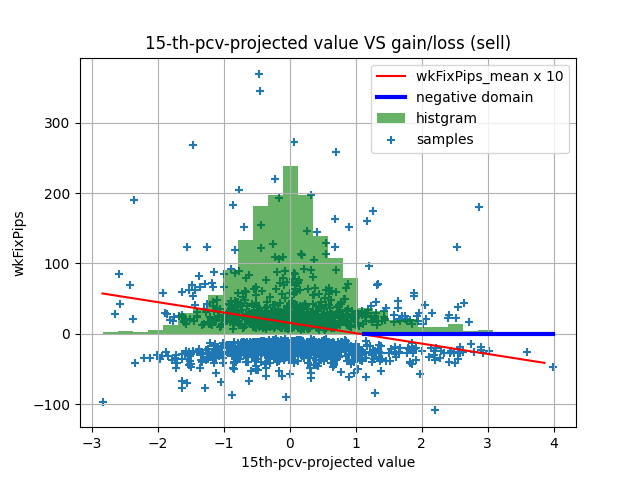 15-th-pcv-projected value VS gain/loss (sell)
wkFixPips_mean x 10
negative domain
histgram
samples
wkFixPips
300
200
100
0
−100
−3
−2
−1
0
1
2
3
4
15th-pcv-projected value